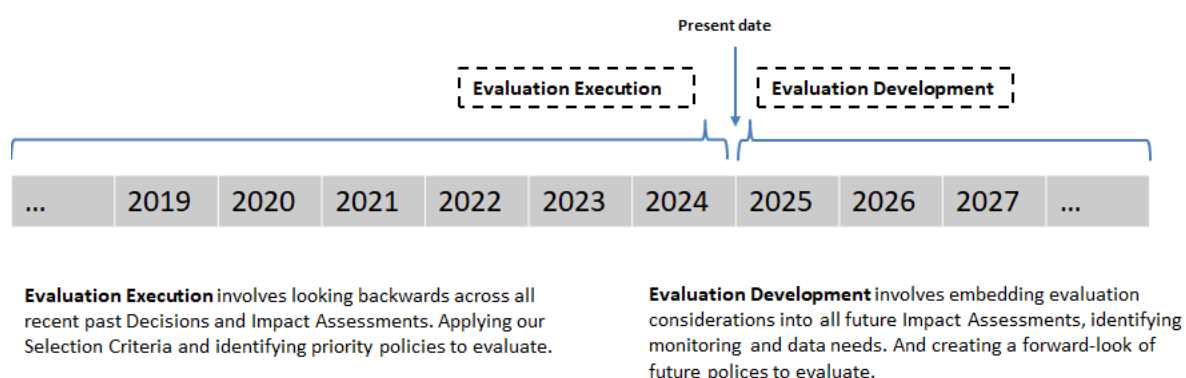 Present date
Evaluation Execution
Evaluation Development
... 2019 2020 2021 2022 2023 2024 2025 2026 2027 ...
Evaluation Execution involves looking backwards across all
recent past Decisions and Impact Assessments. Applying our
Selection Criteria and identifying priority policies to evaluate.
Evaluation Development involves embedding evaluation
considerations into all future Impact Assessments, identifying
monitoring and data needs. And creating a forward-look of
future polices to evaluate.